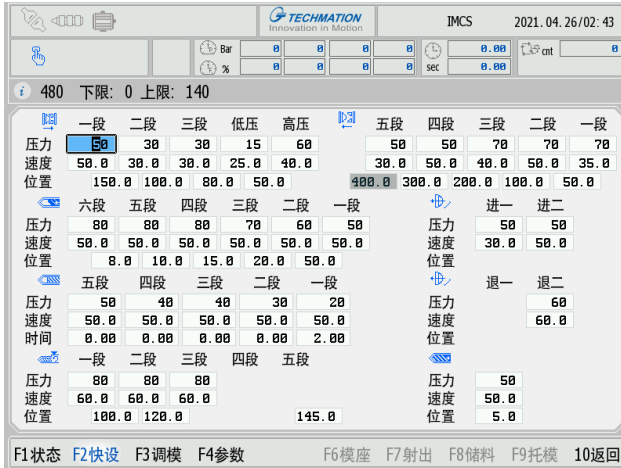 TECHMATION
Innovation in Motion
IMCS 2021.04.26/02:43
Bar 0 0 0 0 0.00 cnt 0
% 0 0 0 0 sec 0.00
i 480 下限: 0 上限: 140
一段 二段 三段 低压 高压 五段 四段 三段 二段 一段
压力 50 30 30 15 60 50 50 70 70 70
速度 50.0 30.0 30.0 25.0 40.0 30.0 50.0 40.0 50.0 35.0
位置 150.0 100.0 80.0 50.0 400.0 300.0 200.0 100.0 50.0
六段 五段 四段 三段 二段 一段 进一 进二
压力 80 80 80 70 60 50 压力 50 50
速度 50.0 50.0 50.0 50.0 50.0 50.0 速度 30.0 50.0
位置 8.0 10.0 15.0 20.0 50.0 位置
五段 四段 三段 二段 一段 退一 退二
压力 50 40 40 30 20 压力 60
速度 50.0 50.0 50.0 50.0 50.0 速度 60.0
时间 0.00 0.00 0.00 0.00 2.00 位置
一段 二段 三段 四段 五段
压力 80 80 80 压力 50
速度 60.0 60.0 60.0 速度 50.0
位置 100.0 120.0 145.0 位置 5.0
F1状态 F2快设 F3调模 F4参数 F6模座 F7射出 F8储料 F9托模 10返回